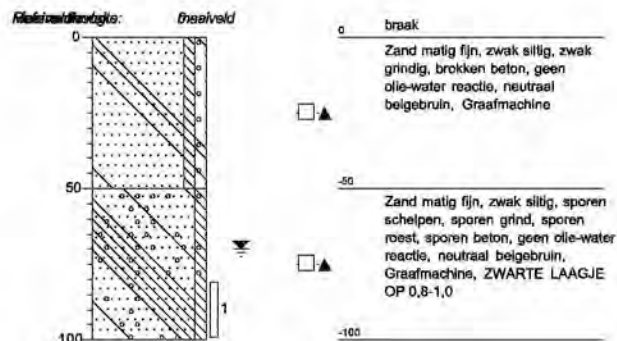 maaiveld
0
braak
0
Zand matig fijn, zwak siltig, zwak
grindig, brokken beton, geen
olie-water reactie, neutraal
beigebruin, Graafmachine
50
-50
Zand matig fijn, zwak siltig, sporen
schelpen, sporen grind, sporen
roest, sporen beton, geen olie-water
reactie, neutraal beigebruin,
Graafmachine, ZWARTE LAAGJE
OP 0,8-1,0
1
100
-100